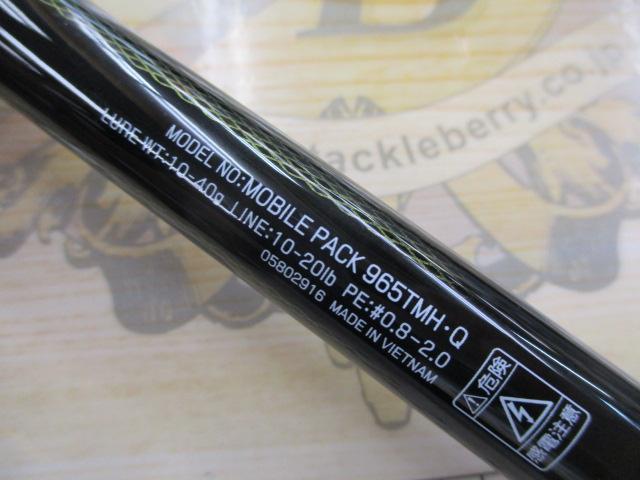 tackleberry.co.jp
MODEL NO:MOBILE PACK 965TMH・Q
LURE WT:10-40g LINE:10-20lb PE:#0.8-2.0
05802916 MADE IN VIETNAM
危険
感電注意